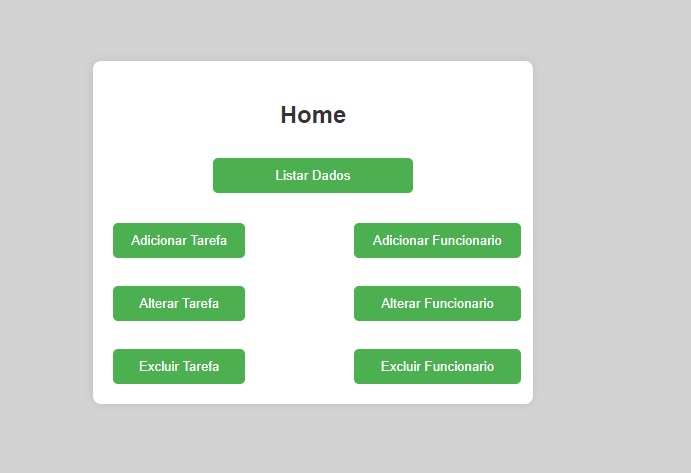 Home
Listar Dados
Adicionar Tarefa
Adicionar Funcionario
Alterar Tarefa
Alterar Funcionario
Excluir Tarefa
Excluir Funcionario